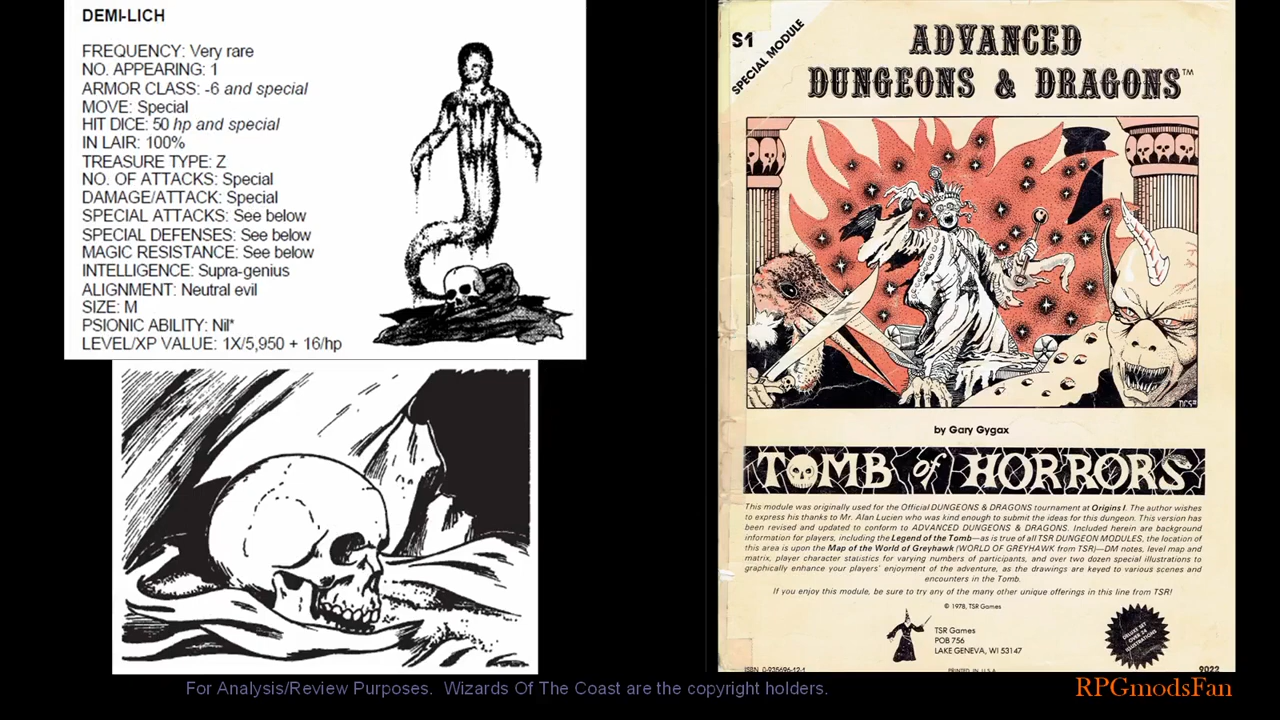 DEMI-LICH
FREQUENCY: Very rare
NO. APPEARING: 1
ARMOR CLASS: -6 and special
MOVE: Special
HIT DICE: 50 hp and special
IN LAIR: 100%
TREASURE TYPE: Z
NO. OF ATTACKS: Special
DAMAGE/ATTACK: Special
SPECIAL ATTACKS: See below
SPECIAL DEFENSES: See below
MAGIC RESISTANCE: See below
INTELLIGENCE: Supra-genius
ALIGNMENT: Neutral evil
SIZE: M
PSIONIC ABILITY: Nil*
LEVEL/XP VALUE: 1X/5,950 + 16/hp
S1
SPECIAL MODULE
ADVANCED
DUNGEONS & DRAGONS™
by Gary Gygax
TOMB of HORRORS
This module was originally used for the Official DUNGEONS & DRAGONS tournament at Origins I. The author wishes
to express his thanks to Mr. Alan Lucien who was kind enough to submit the ideas for this dungeon. This version has
been revised and updated to conform to ADVANCED DUNGEONS & DRAGONS. Included herein are background
information for players, including the Legend of the Tomb—as is true of all TSR DUNGEON MODULES, the location of
this area is upon the Map of the World of Greyhawk (WORLD OF GREYHAWK from TSR)—DM notes, level map and
matrix, player character statistics for varying numbers of participants, and over two dozen special illustrations to
graphically enhance your players' enjoyment of the adventure, as the drawings are keyed to various scenes and
encounters in the Tomb.
If you enjoy this module, be sure to try any of the many other unique offerings in this line from TSR!
© 1978, TSR Games
TSR Games
POB 756
LAKE GENEVA, WI 53147
DELUXE SET
OVER 24
ILLUSTRATIONS
ISBN 0-935696-12-1
PRINTED IN U.S.A.
9022
For Analysis/Review Purposes. Wizards Of The Coast are the copyright holders.
RPGmodsFan